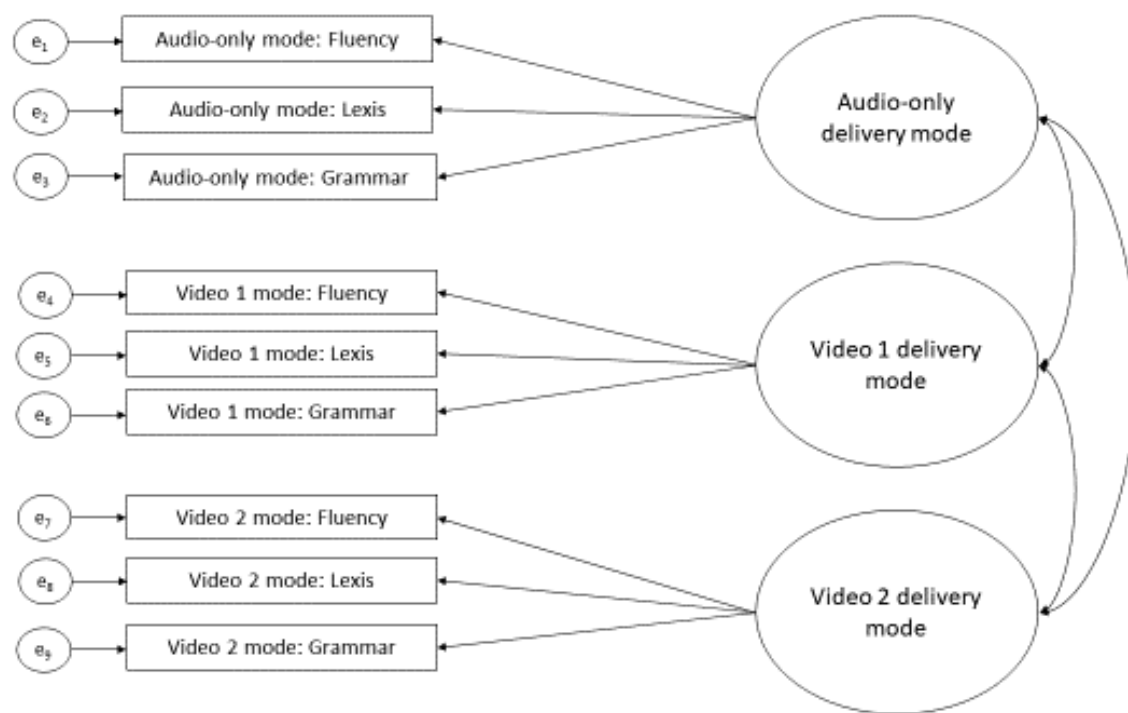 e₁
Audio-only mode: Fluency
e₂
Audio-only mode: Lexis
e₃
Audio-only mode: Grammar
Audio-only
delivery mode
e₄
Video 1 mode: Fluency
e₅
Video 1 mode: Lexis
e₆
Video 1 mode: Grammar
Video 1 delivery
mode
e₇
Video 2 mode: Fluency
e₈
Video 2 mode: Lexis
e₉
Video 2 mode: Grammar
Video 2 delivery
mode